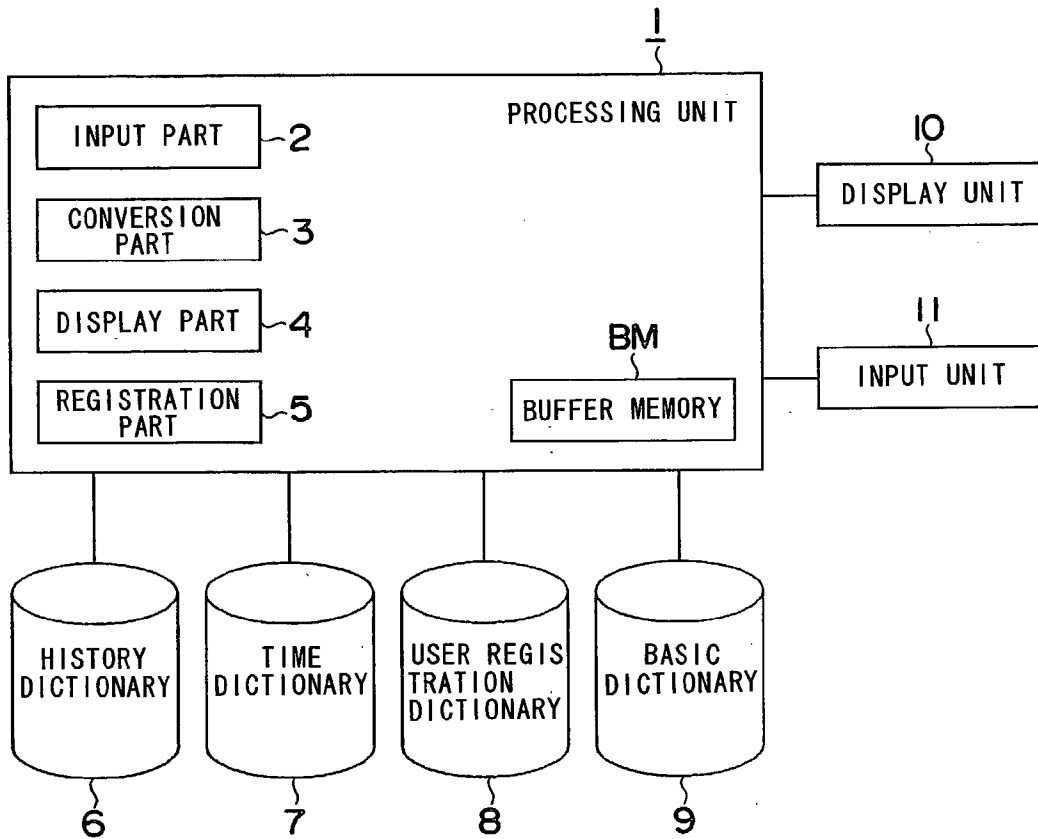 1
PROCESSING UNIT
INPUT PART
2
CONVERSION
PART
3
DISPLAY PART
4
REGISTRATION
PART
5
BM
BUFFER MEMORY
10
DISPLAY UNIT
11
INPUT UNIT
HISTORY
DICTIONARY
TIME
DICTIONARY
USER REGIS
TRATION
DICTIONARY
BASIC
DICTIONARY
6
7
8
9